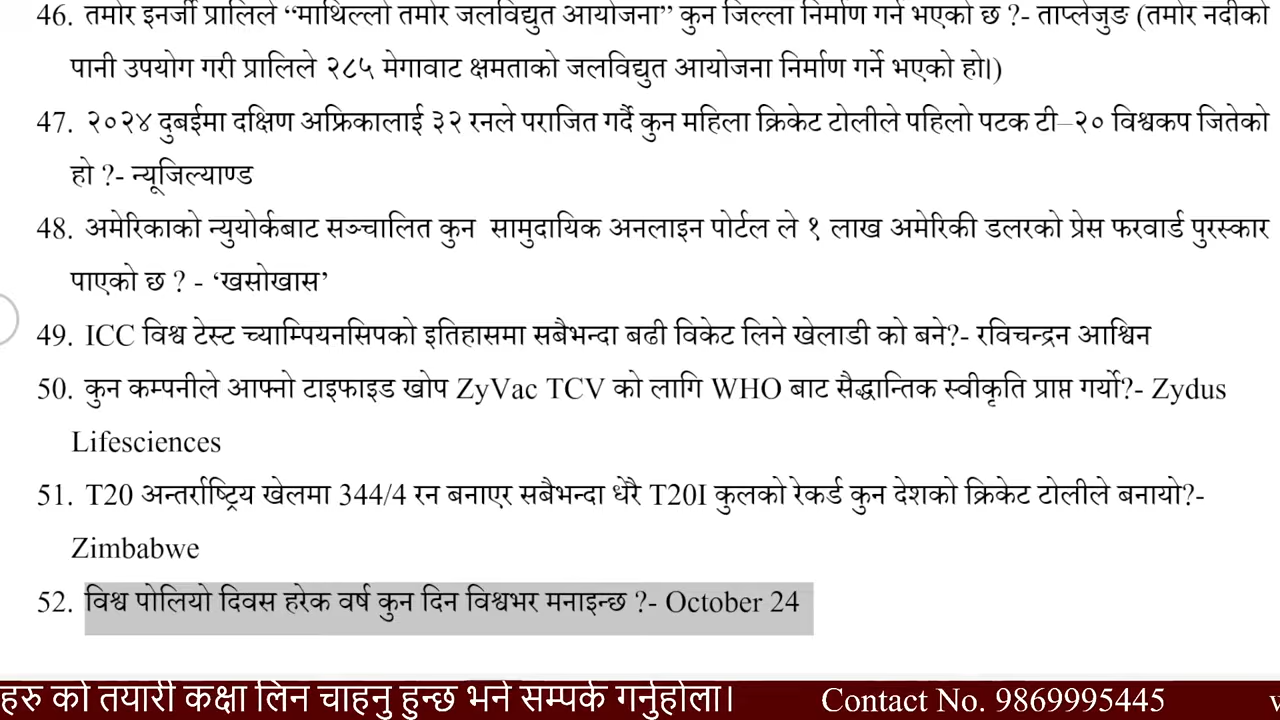 46. तमोर इनर्जी प्रालिले “माथिल्लो तमोर जलविद्युत आयोजना” कुन जिल्ला निर्माण गर्ने भएको छ ?- ताप्लेजुङ (तमोर नदीको
पानी उपयोग गरी प्रालिले २८५ मेगावाट क्षमताको जलविद्युत आयोजना निर्माण गर्ने भएको हो।)
47. २०२४ दुबईमा दक्षिण अफ्रिकालाई ३२ रनले पराजित गर्दै कुन महिला क्रिकेट टोलीले पहिलो पटक टी–२० विश्वकप जितेको
हो ?- न्यूजिल्याण्ड
48. अमेरिकाको न्युयोर्कबाट सञ्चालित कुन सामुदायिक अनलाइन पोर्टल ले १ लाख अमेरिकी डलरको प्रेस फरवार्ड पुरस्कार
पाएको छ ? - ‘खसोखास’
49. ICC विश्व टेस्ट च्याम्पियनसिपको इतिहासमा सबैभन्दा बढी विकेट लिने खेलाडी को बने?- रविचन्द्रन आश्विन
50. कुन कम्पनीले आफ्नो टाइफाइड खोप ZyVac TCV को लागि WHO बाट सैद्धान्तिक स्वीकृति प्राप्त गर्यो?- Zydus
Lifesciences
51. T20 अन्तर्राष्ट्रिय खेलमा 344/4 रन बनाएर सबैभन्दा धेरै T20I कुलको रेकर्ड कुन देशको क्रिकेट टोलीले बनायो?-
Zimbabwe
52. विश्व पोलियो दिवस हरेक वर्ष कुन दिन विश्वभर मनाइन्छ ?- October 24
हरु को तयारी कक्षा लिन चाहनु हुन्छ भने सम्पर्क गर्नुहोला। Contact No. 9869995445